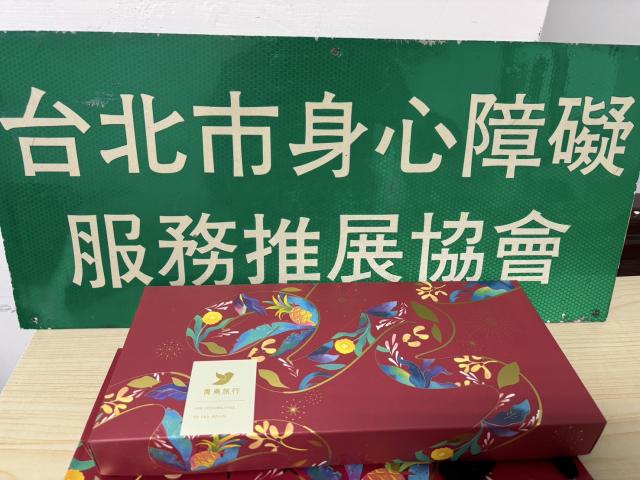 台北市身心障礙
服務推展協會
青鳥旅行